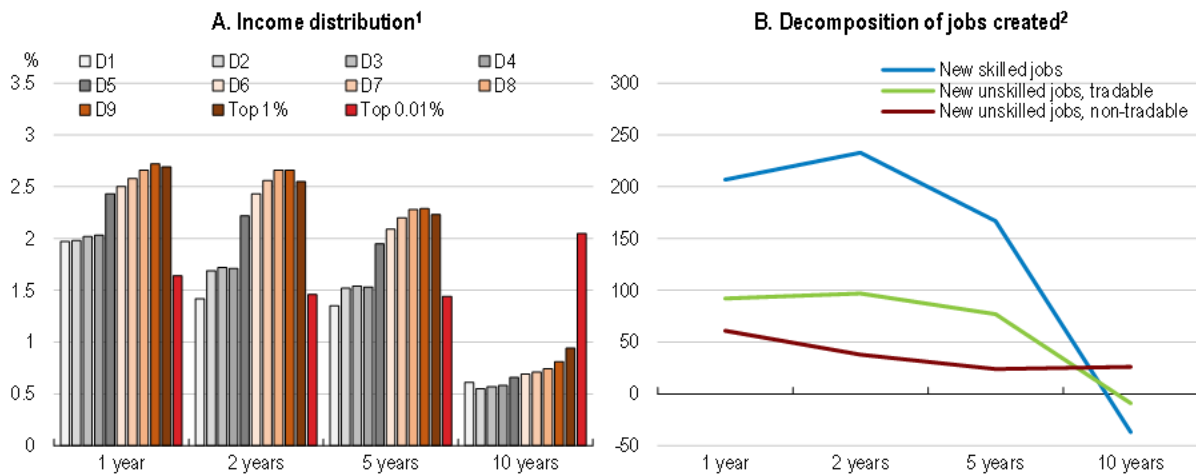 A. Income distribution¹
%
D1 D2 D3 D4
D5 D6 D7 D8
D9 Top 1% Top 0.01%
3.5
3
2.5
2
1.5
1
0.5
0
1 year 2 years 5 years 10 years
B. Decomposition of jobs created²
New skilled jobs
New unskilled jobs, tradable
New unskilled jobs, non-tradable
300
250
200
150
100
50
0
-50
1 year 2 years 5 years 10 years